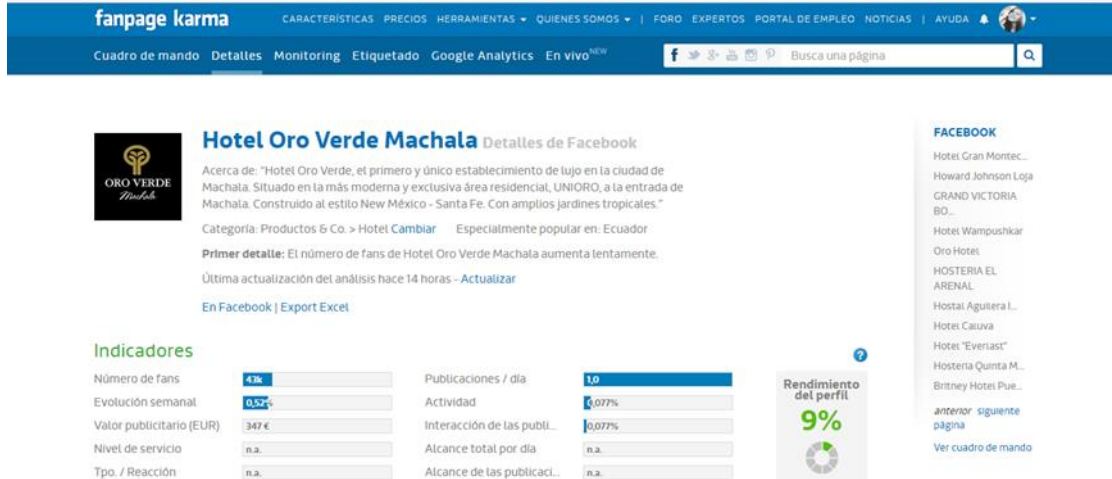 fanpage karma
CARACTERÍSTICAS PRECIOS HERRAMIENTAS QUIENES SOMOS | FORO EXPERTOS PORTAL DE EMPLEO NOTICIAS | AYUDA
Cuadro de mando Detalles Monitoring Etiquetado Google Analytics En vivo NEW
Busca una página
ORO VERDE
Machala
Hotel Oro Verde Machala Detalles de Facebook
Acerca de: "Hotel Oro Verde, el primero y único establecimiento de lujo en la ciudad de
Machala. Situado en la más moderna y exclusiva área residencial, UNIORO, a la entrada de
Machala. Construido al estilo New México - Santa Fe. Con amplios jardines tropicales."
Categoría: Productos & Co. > Hotel Cambiar Especialmente popular en: Ecuador
Primer detalle: El número de fans de Hotel Oro Verde Machala aumenta lentamente.
Última actualización del análisis hace 14 horas - Actualizar
En Facebook | Export Excel
Indicadores
Número de fans 43k
Evolución semanal 0,52%
Valor publicitario (EUR) 347 €
Nivel de servicio n.a.
Tpo. / Reacción n.a.
Publicaciones / día 1,0
Actividad 0,077%
Interacción de las publi... 0,077%
Alcance total por día n.a.
Alcance de las publicaci... n.a.
Rendimiento
del perfil
9%
FACEBOOK
Hotel Gran Montec...
Howard Johnson Loja
GRAND VICTORIA
BO...
Hotel Wampushkar
Oro Hotel
HOSTERIA EL
ARENAL
Hostal Aguilera I...
Hotel Catuva
Hotel "Everlast"
Hosteria Quinta M...
Britney Hotel Pue...
anterior siguiente
página
Ver cuadro de mando